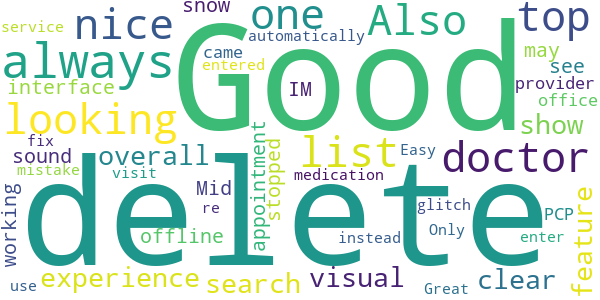 snow
service
nice
one
Also
top
always
automatically
came
entered
Good
may
see
interface
IM
provider
office
looking
show
fix
sound
overall
list
Easy
doctor
mistake
visit
Mid
re
medication
delete
appointment
stopped
working
offline
instead
glitch
Only
PCP
enter
feature
use
experience
search
visual
Great
clear